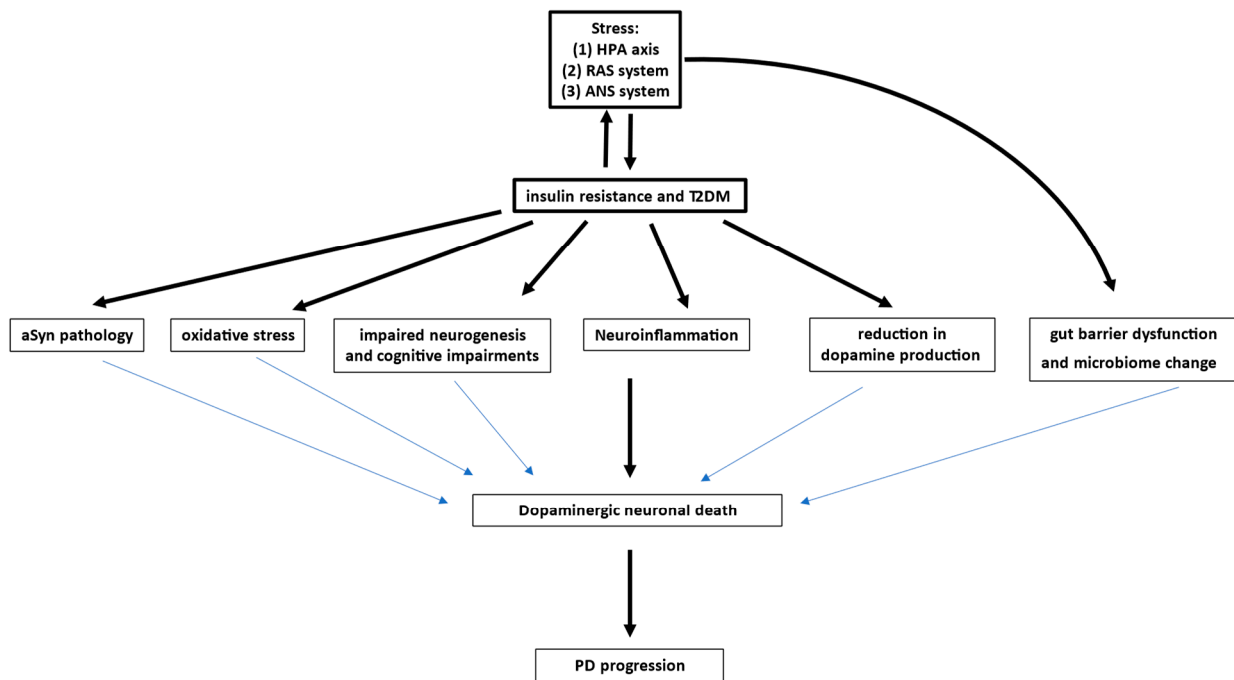 Stress:
(1) HPA axis
(2) RAS system
(3) ANS system
insulin resistance and T2DM
aSyn pathology
oxidative stress
impaired neurogenesis
and cognitive impairments
Neuroinflammation
reduction in
dopamine production
gut barrier dysfunction
and microbiome change
Dopaminergic neuronal death
PD progression